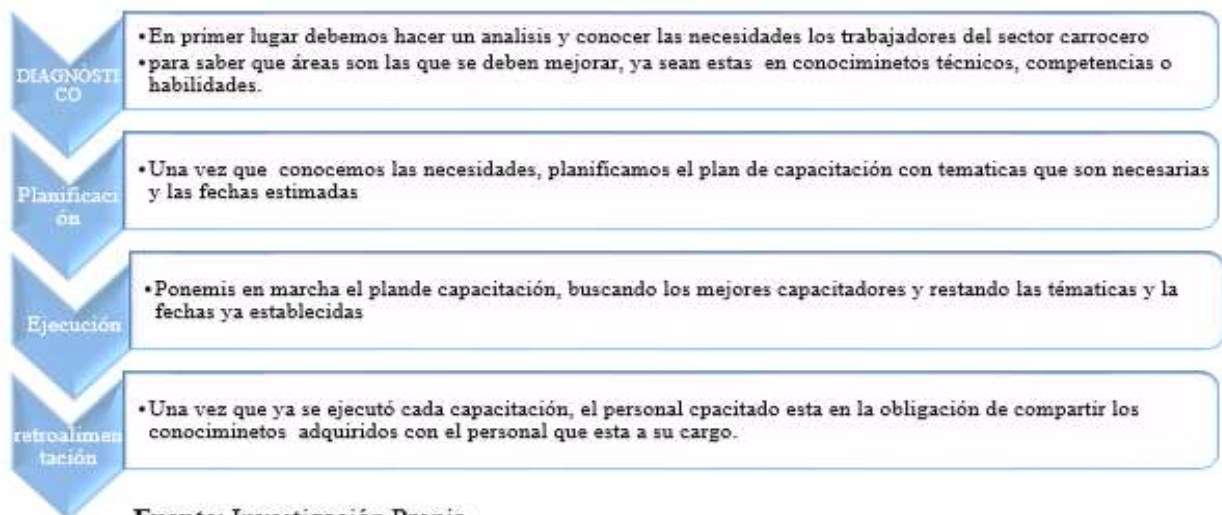 DIAGNÓSTI
CO
•En primer lugar debemos hacer un analisis y conocer las necesidades los trabajadores del sector carrocero
•para saber que áreas son las que se deben mejorar, ya sean estas en conociminetos técnicos, competencias o
habilidades.
Planificaci
ón
•Una vez que conocemos las necesidades, planificamos el plan de capacitación con tematicas que son necesarias
y las fechas estimadas
Ejecución
•Ponemis en marcha el plande capacitación, buscando los mejores capacitadores y restando las tématicas y la
fechas ya establecidas
retroalimen
tación
•Una vez que ya se ejecutó cada capacitación, el personal cpacitado esta en la obligación de compartir los
conociminetos adquiridos con el personal que esta a su cargo.
Fuente: Investigación Propia